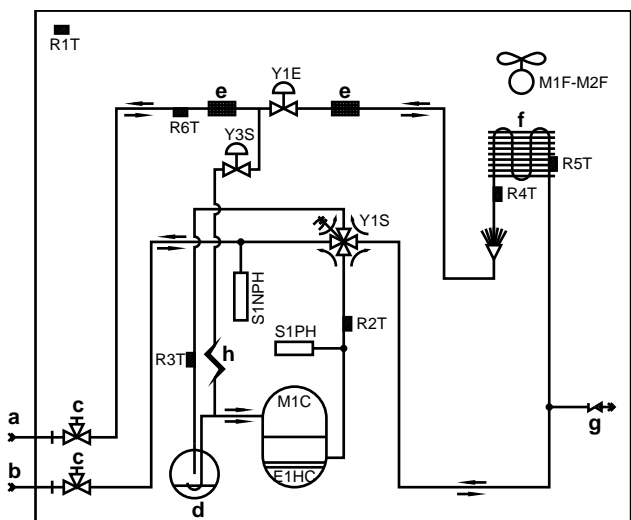 R1T
Y1E
M1F-M2F
e
e
f
R6T
Y3S
R5T
R4T
Y1S
S1NPH
R2T
S1PH
h
R3T
M1C
a
c
g
b
c
E1HC
d